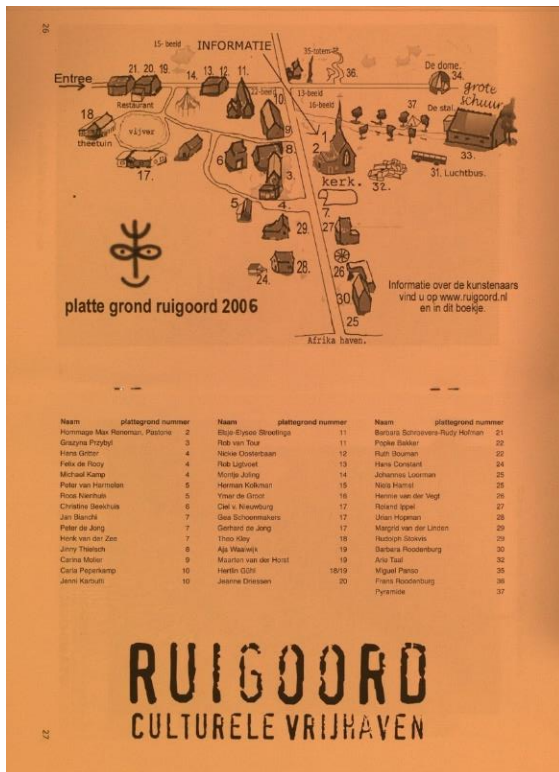 26
15- beeld
INFORMATIE
35-totem
36.
De dome.
34.
grote
schuur
21. 20. 19.
14.
13. 12. 11.
22-beeld
13-beeld
16-beeld
Entree
Restaurant
10.
37
De stal.
18
theetuin
vijver
9
1.
2.
8.
33.
17.
6
3.
kerk.
32.
31. Luchtbus.
5
4.
7.
29.
27
24.
28.
26
30
25
Informatie over de kunstenaars
vind u op www.ruigoord.nl
en in dit boekje.
platte grond ruigoord 2006
Afrika haven.
Naam plattegrond nummer
Hommage Max Reneman, Pastorie 2
Grazyna Przybyl 3
Hans Gritter 4
Felix de Rooy 4
Michael Kamp 4
Peter van Harmelen 5
Roos Nienhuis 5
Christine Beekhuis 6
Jan Bianchi 7
Peter de Jong 7
Henk van der Zee 7
Jinny Thielsch 8
Carina Molier 9
Carla Peperkamp 10
Jenni Karbuhl 10
Naam plattegrond nummer
Elsje-Elysee Streetinga 11
Rob van Tour 11
Nickie Oosterbaan 12
Rob Ligtvoet 13
Montje Joling 14
Herman Kolkman 15
Ymer de Groot 16
Ciel v. Nieuwburg 17
Gea Schoenmakers 17
Gerhard de Jong 17
Theo Kley 18
Aja Waalwijk 19
Maarten van der Horst 19
Hertlin Gühl 18/19
Jeanne Driessen 20
Naam plattegrond nummer
Barbara Schroevers-Rudy Hofman 21
Popke Bakker 22
Ruth Bouman 22
Hans Constant 24
Johannes Loorman 25
Niels Hamel 25
Hennie van der Vegt 26
Roland Ippel 27
Urian Hopman 28
Margrid van der Linden 29
Rudolph Stokvis 29
Barbara Roodenburg 30
Arie Taal 32
Miguel Panso 35
Frans Roodenburg 36
Pyramide 37
RUIGOORD
CULTURELE VRIJHAVEN
27